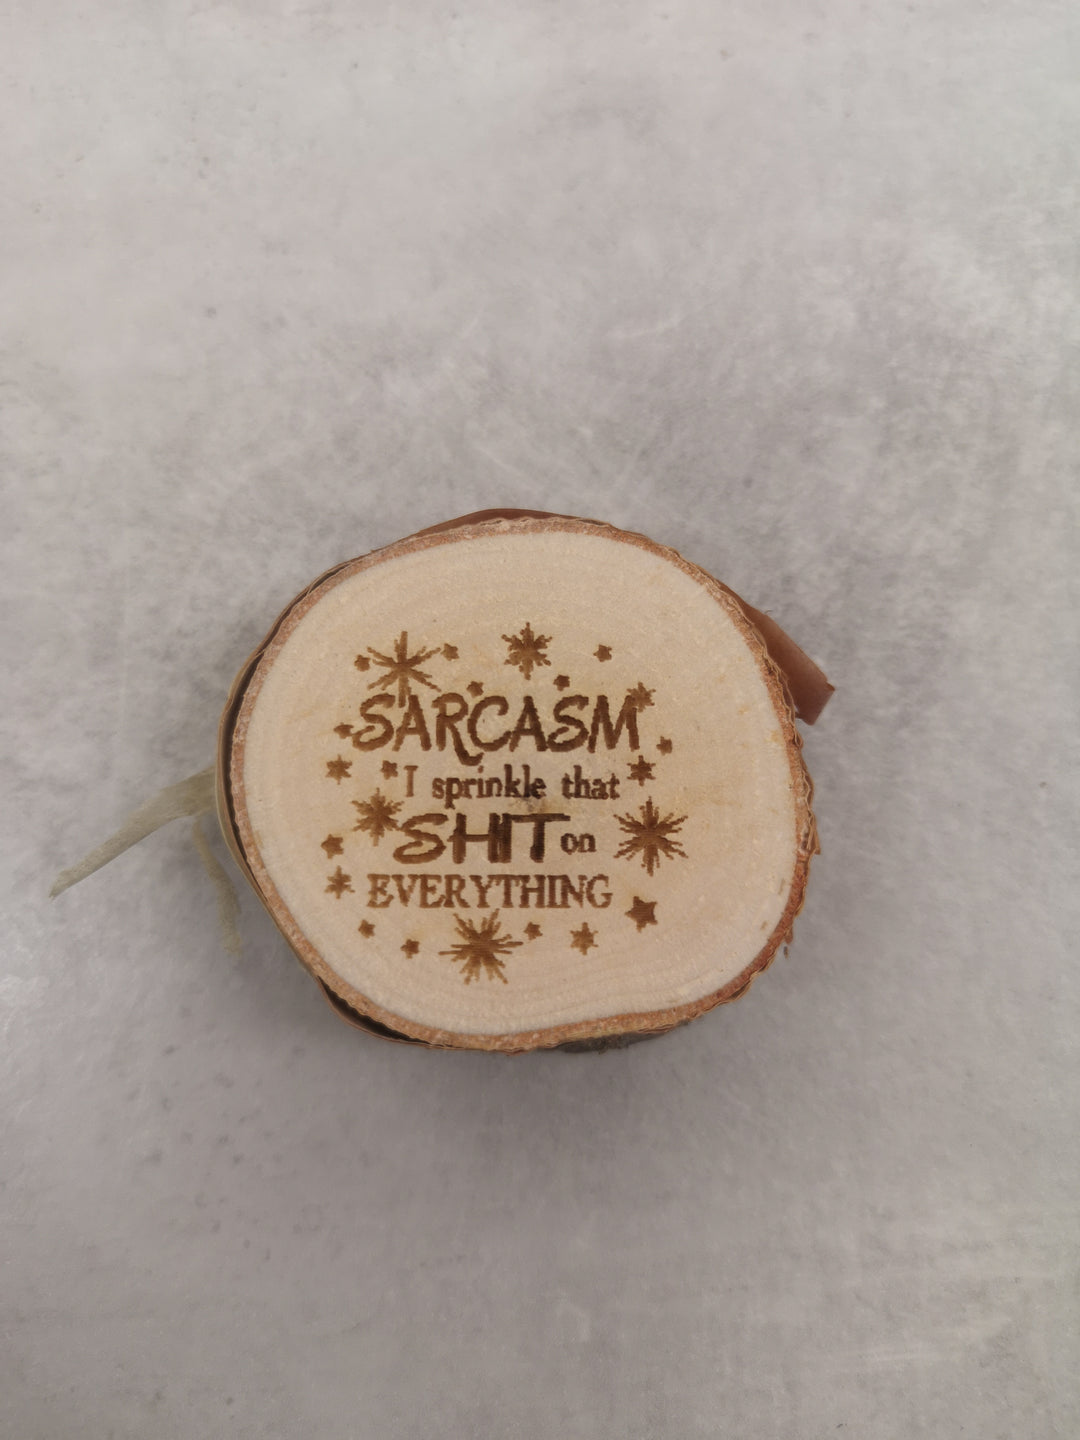 SARCASM
I sprinkle that
SHIT on
EVERYTHING